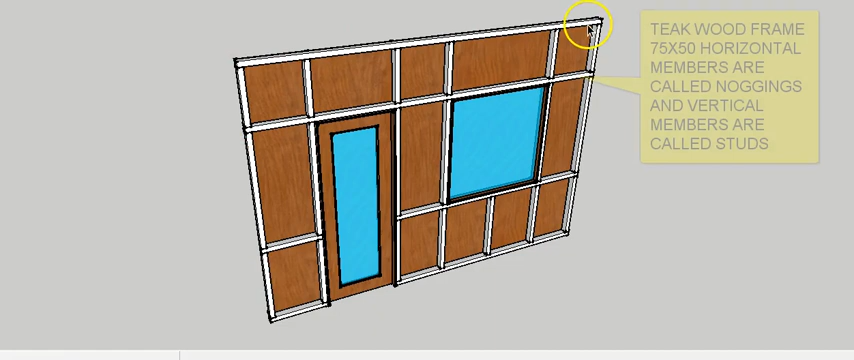 TEAK WOOD FRAME
75X50 HORIZONTAL
MEMBERS ARE
CALLED NOGGINGS
AND VERTICAL
MEMBERS ARE
CALLED STUDS